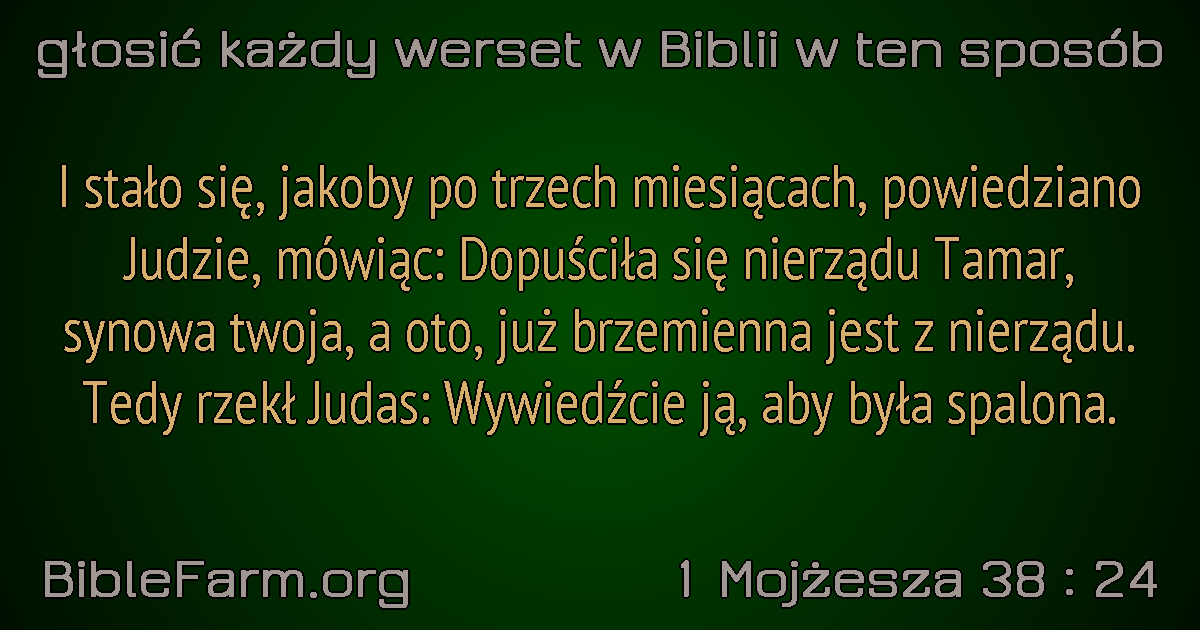 głosić każdy werset w Biblii w ten sposób
I stało się, jakoby po trzech miesiącach, powiedziano
Judzie, mówiąc: Dopuściła się nierządu Tamar,
synowa twoja, a oto, już brzemienna jest z nierządu.
Tedy rzekł Judas: Wywiedźcie ją, aby była spalona.
BibleFarm.org
1 Mojżesza 38 : 24